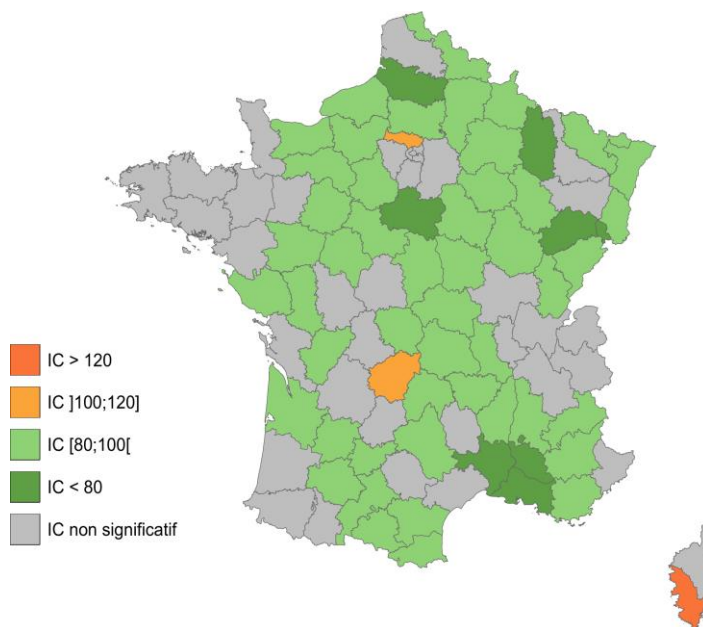 IC > 120
IC ]100;120]
IC [80;100[
IC < 80
IC non significatif